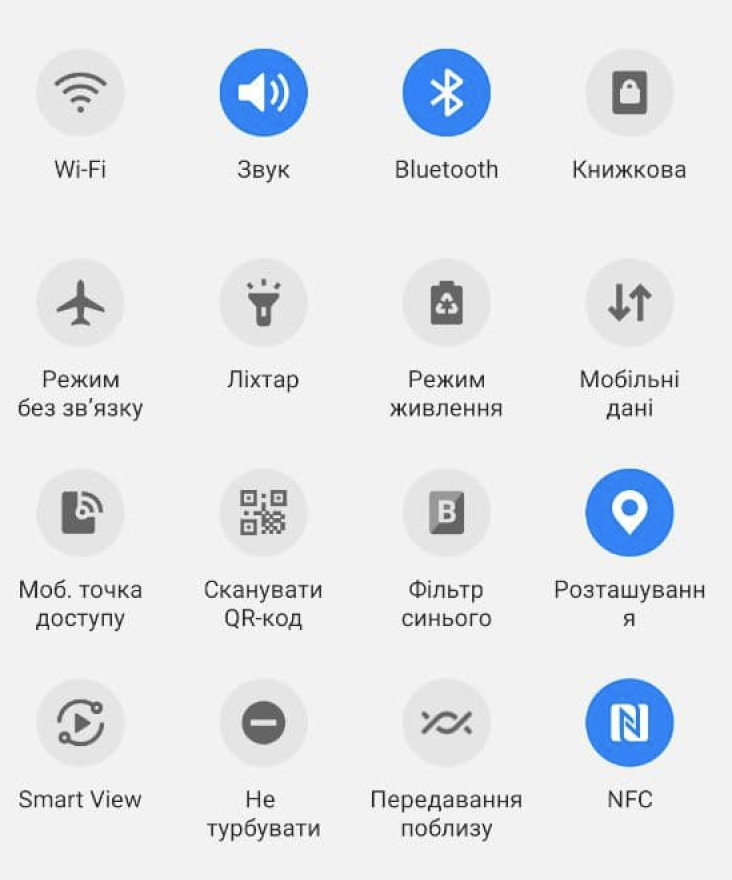 Wi-Fi
Звук
Bluetooth
Книжкова
Режим
без зв’язку
Ліхтар
Режим
живлення
Мобільні
дані
Моб. точка
доступу
Сканувати
QR-код
B
Фільтр
синього
Розташуванн
я
Smart View
Не
турбувати
Передавання
поблизу
NFC